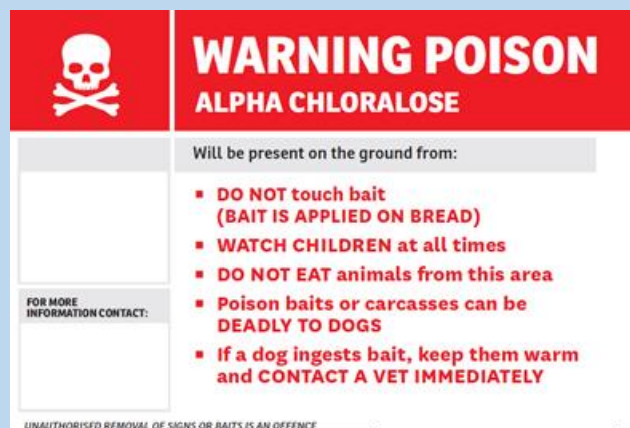 WARNING POISON
ALPHA CHLORALOSE
Will be present on the ground from:
DO NOT touch bait
(BAIT IS APPLIED ON BREAD)
WATCH CHILDREN at all times
DO NOT EAT animals from this area
FOR MORE
INFORMATION CONTACT:
Poison baits or carcasses can be
DEADLY TO DOGS
If a dog ingests bait, keep them warm
and CONTACT A VET IMMEDIATELY
UNAUTHORISED REMOVAL OF SIGNS OR BAITS IS AN OFFENCE